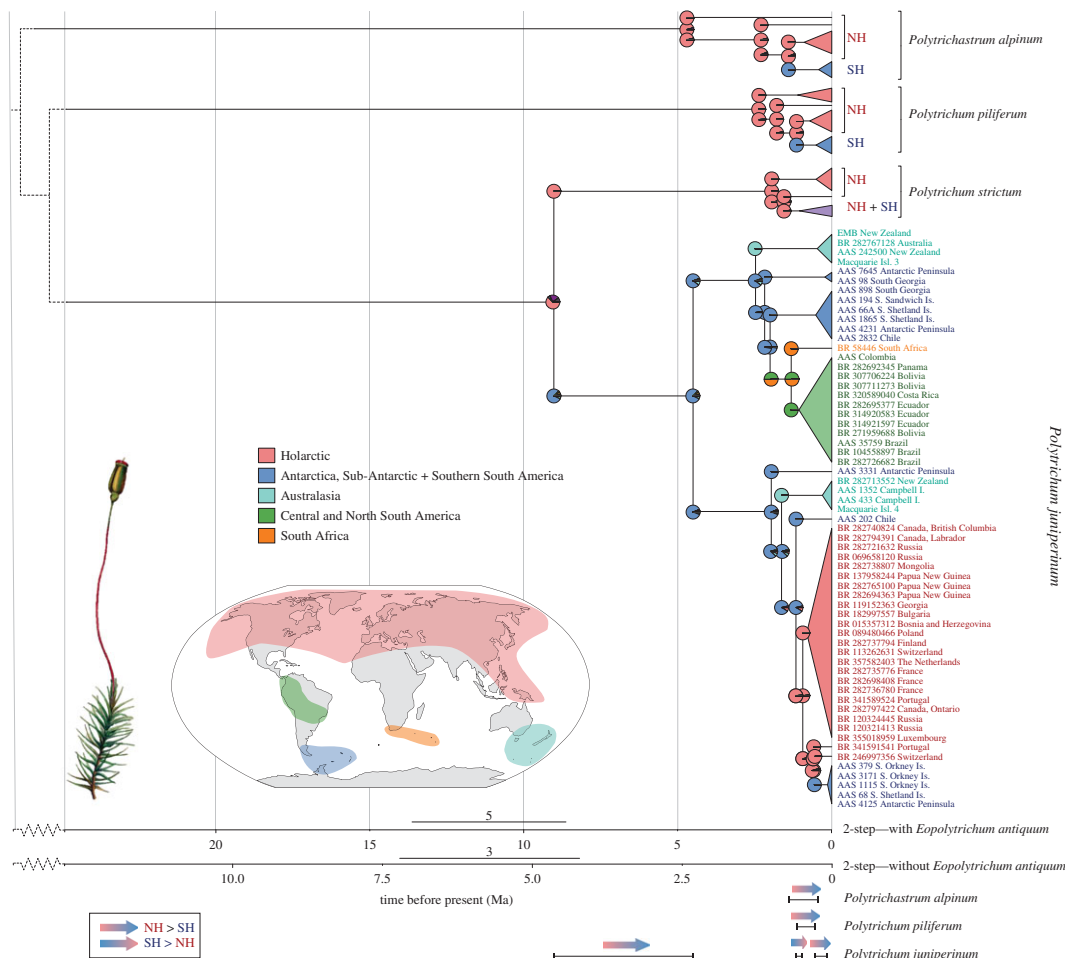 NH
Polytrichastrum alpinum
SH
NH
Polytrichum piliferum
SH
NH
Polytrichum strictum
NH + SH
EMB New Zealand
BR 282767128 Australia
AAS 242500 New Zealand
Macquarie Isl. 3
AAS 7645 Antarctic Peninsula
AAS 98 South Georgia
AAS 898 South Georgia
AAS 194 S. Sandwich Is.
AAS 66A S. Shetland Is.
AAS 1865 S. Shetland Is.
AAS 4231 Antarctic Peninsula
AAS 2832 Chile
BR 58446 South Africa
AAS Colombia
BR 282692345 Panama
BR 307706224 Bolivia
BR 307711273 Bolivia
BR 320589040 Costa Rica
BR 282695377 Ecuador
BR 314920583 Ecuador
BR 314921597 Ecuador
BR 271959688 Bolivia
AAS 35759 Brazil
BR 104558897 Brazil
BR 282726682 Brazil
AAS 3331 Antarctic Peninsula
BR 282713552 New Zealand
AAS 1352 Campbell I.
AAS 433 Campbell I.
Macquarie Isl. 4
AAS 202 Chile
BR 282740824 Canada, British Columbia
BR 282794391 Canada, Labrador
BR 282721632 Russia
BR 069658120 Russia
BR 282738807 Mongolia
BR 137958244 Papua New Guinea
BR 282765100 Papua New Guinea
BR 282694363 Papua New Guinea
BR 119152363 Georgia
BR 182997557 Bulgaria
BR 015357312 Bosnia and Herzegovina
BR 089480466 Poland
BR 282737794 Finland
BR 113262631 Switzerland
BR 357582403 The Netherlands
BR 282735776 France
BR 282698408 France
BR 282736780 France
BR 341589524 Portugal
BR 282797422 Canada, Ontario
BR 120324445 Russia
BR 120321413 Russia
BR 355018959 Luxembourg
BR 341591541 Portugal
BR 246997356 Switzerland
AAS 379 S. Orkney Is.
AAS 3171 S. Orkney Is.
AAS 1115 S. Orkney Is.
AAS 68 S. Shetland Is.
AAS 4125 Antarctic Peninsula
Polytrichum juniperinum
Holarctic
Antarctica, Sub-Antarctic + Southern South America
Australasia
Central and North South America
South Africa
5
2-step—with Eopolytrichum antiquum
20 15 10 5 0
3
2-step—without Eopolytrichum antiquum
10.0 7.5 5.0 2.5 0
time before present (Ma)
Polytrichastrum alpinum
NH > SH
Polytrichum piliferum
SH > NH
Polytrichum juniperinum